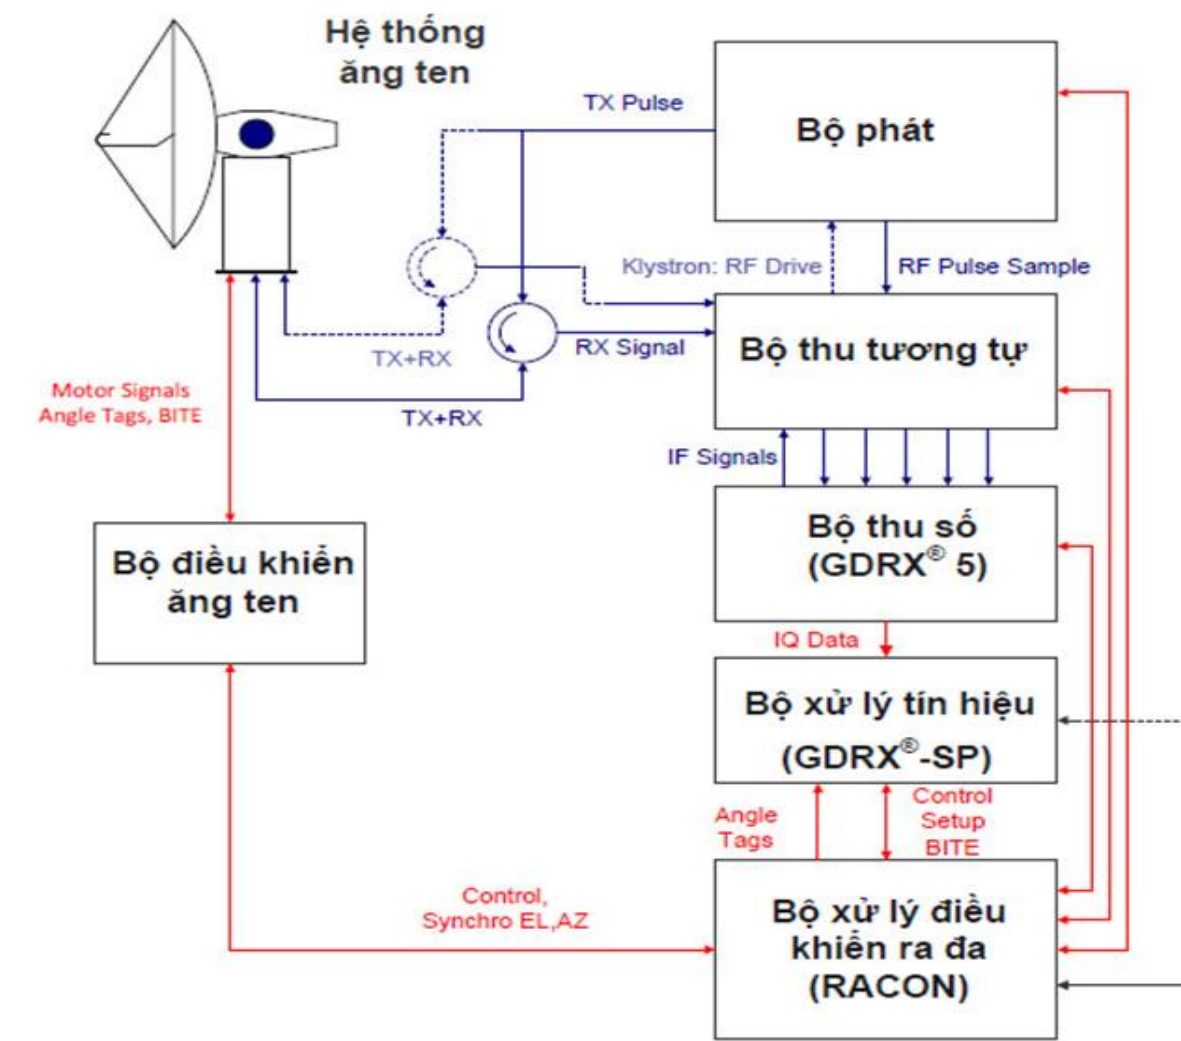 Hệ thống
ăng ten
TX Pulse
Bộ phát
Klystron: RF Drive
RF Pulse Sample
TX+RX
RX Signal
Bộ thu tương tự
TX+RX
Motor Signals
Angle Tags, BITE
IF Signals
Bộ thu số
(GDRX® 5)
Bộ điều khiển
ăng ten
IQ Data
Bộ xử lý tín hiệu
(GDRX®-SP)
Angle
Tags
Control
Setup
BITE
Control,
Synchro EL,AZ
Bộ xử lý điều
khiển ra đa
(RACON)